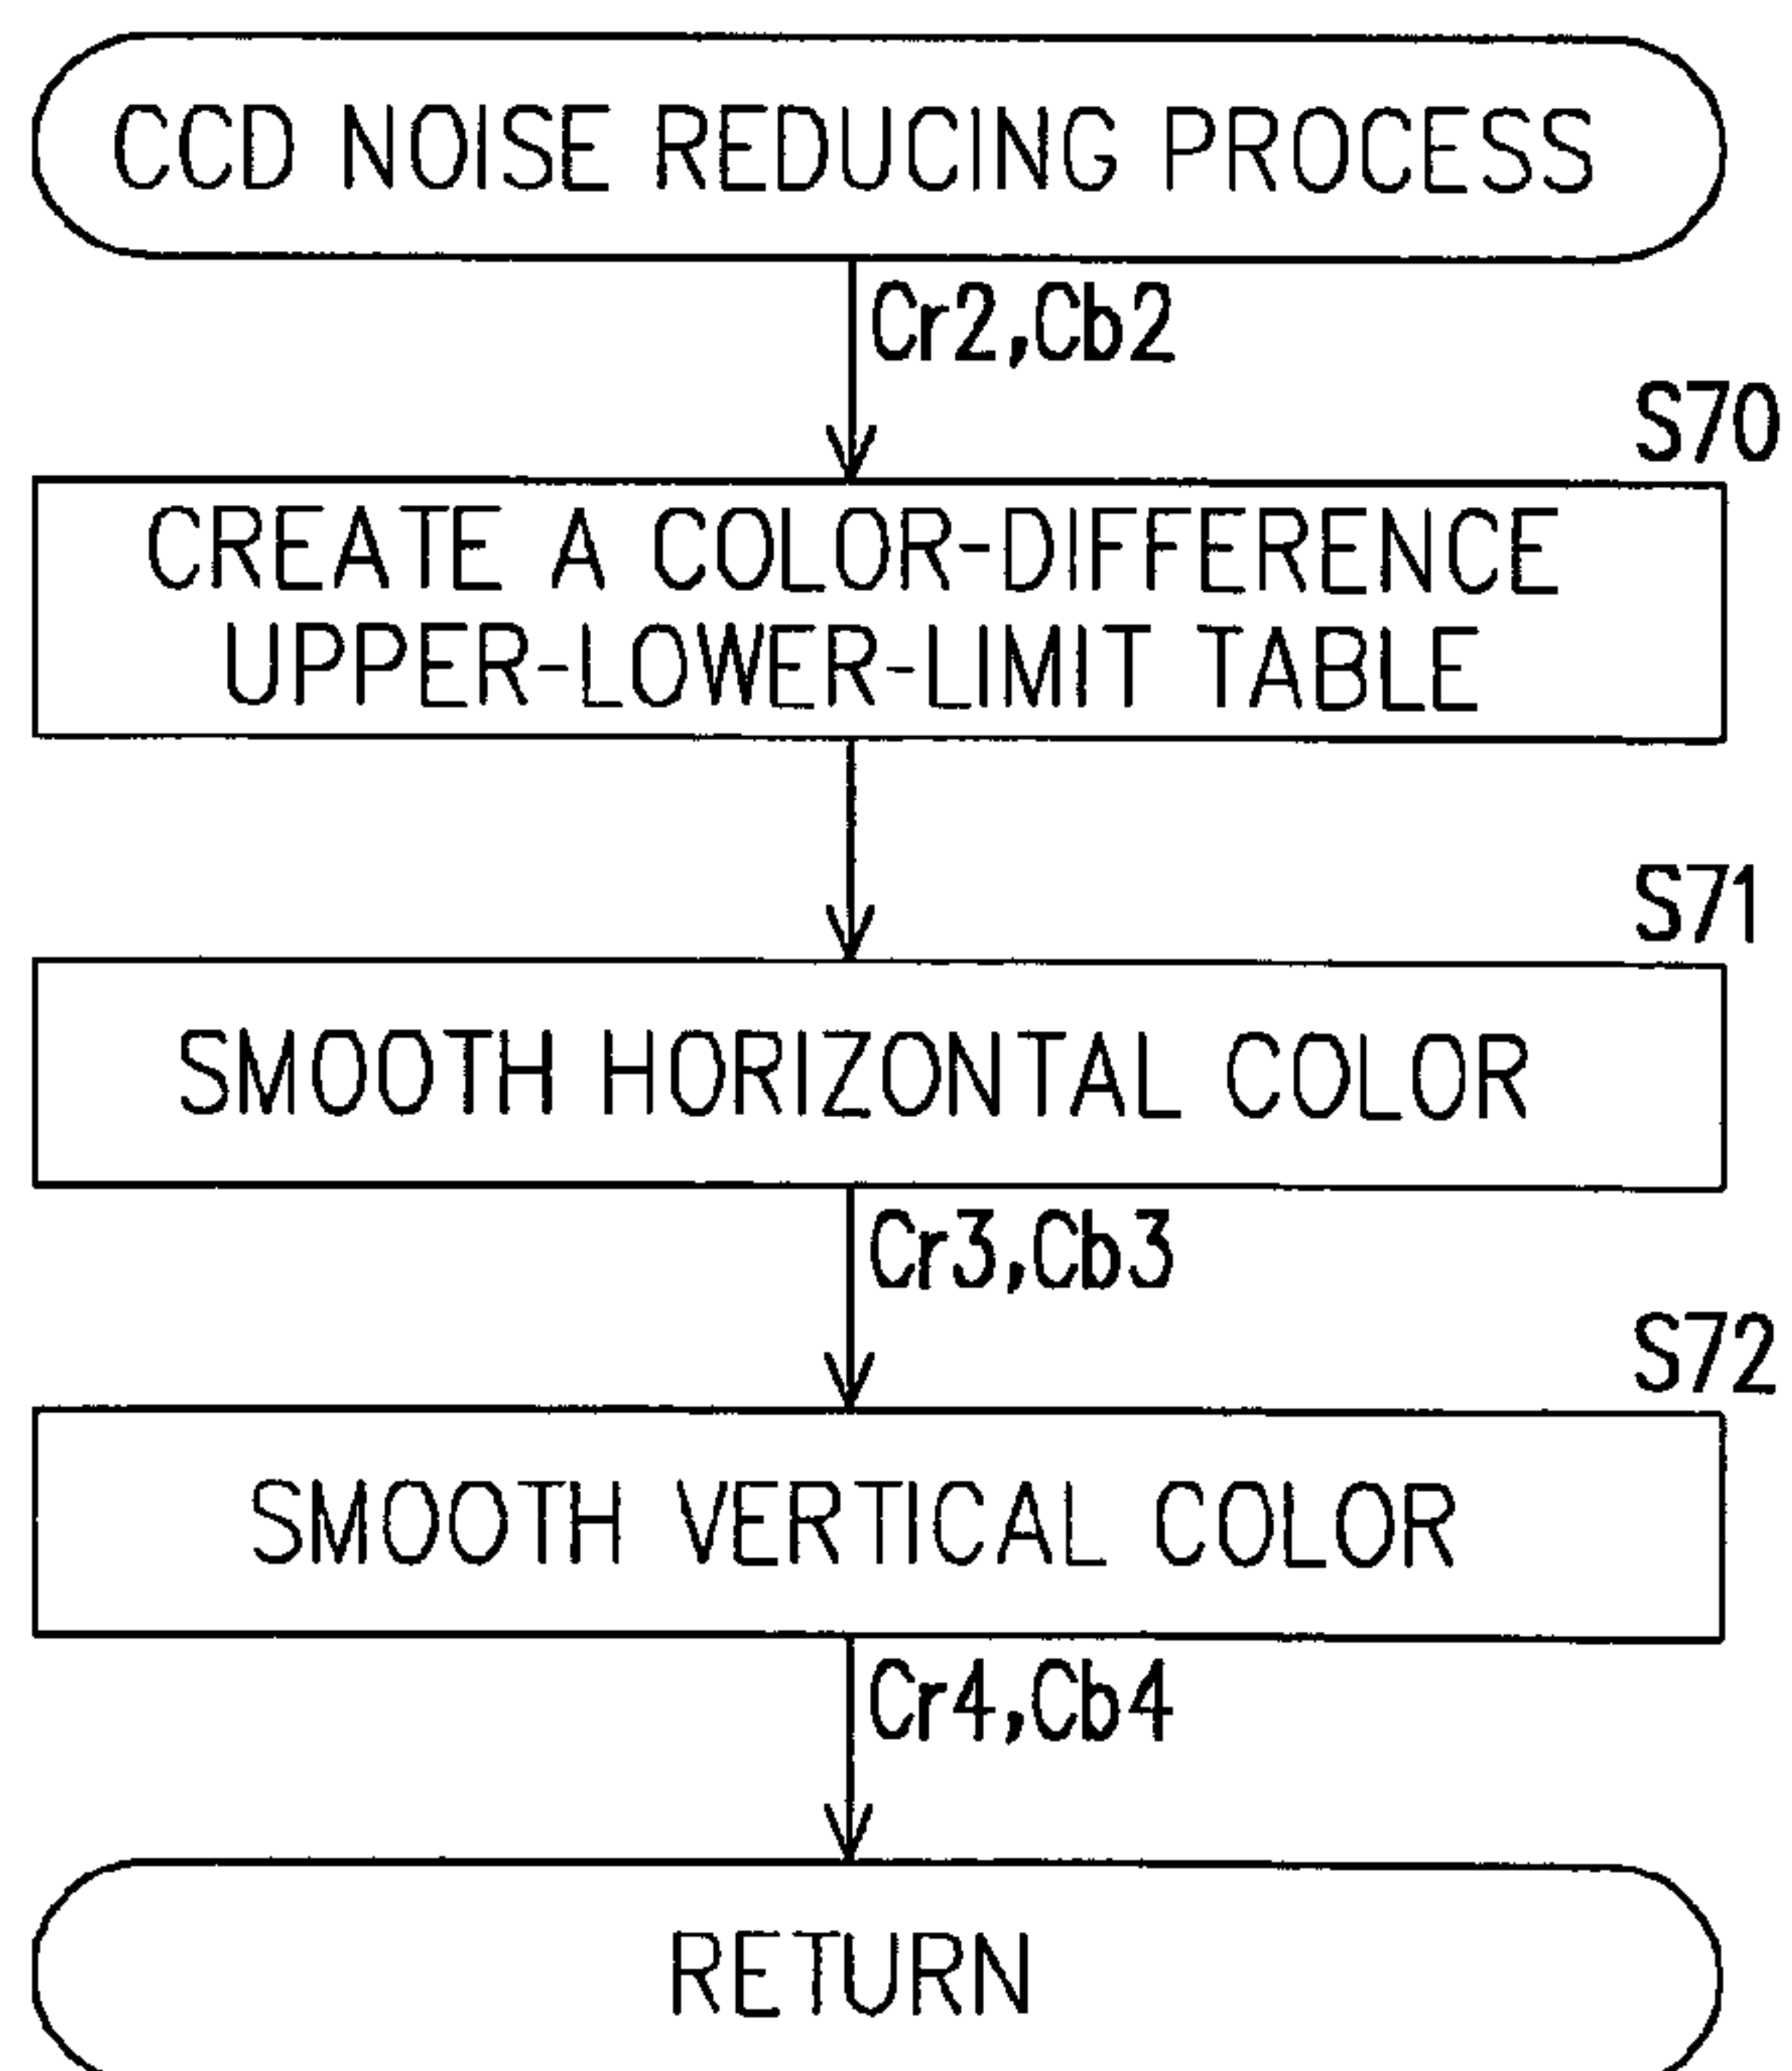 CCD NOISE REDUCING PROCESS
Cr2,Cb2
S70
CREATE A COLOR-DIFFERENCE
UPPER-LOWER-LIMIT TABLE
S71
SMOOTH HORIZONTAL COLOR
Cr3,Cb3
S72
SMOOTH VERTICAL COLOR
Cr4,Cb4
RETURN